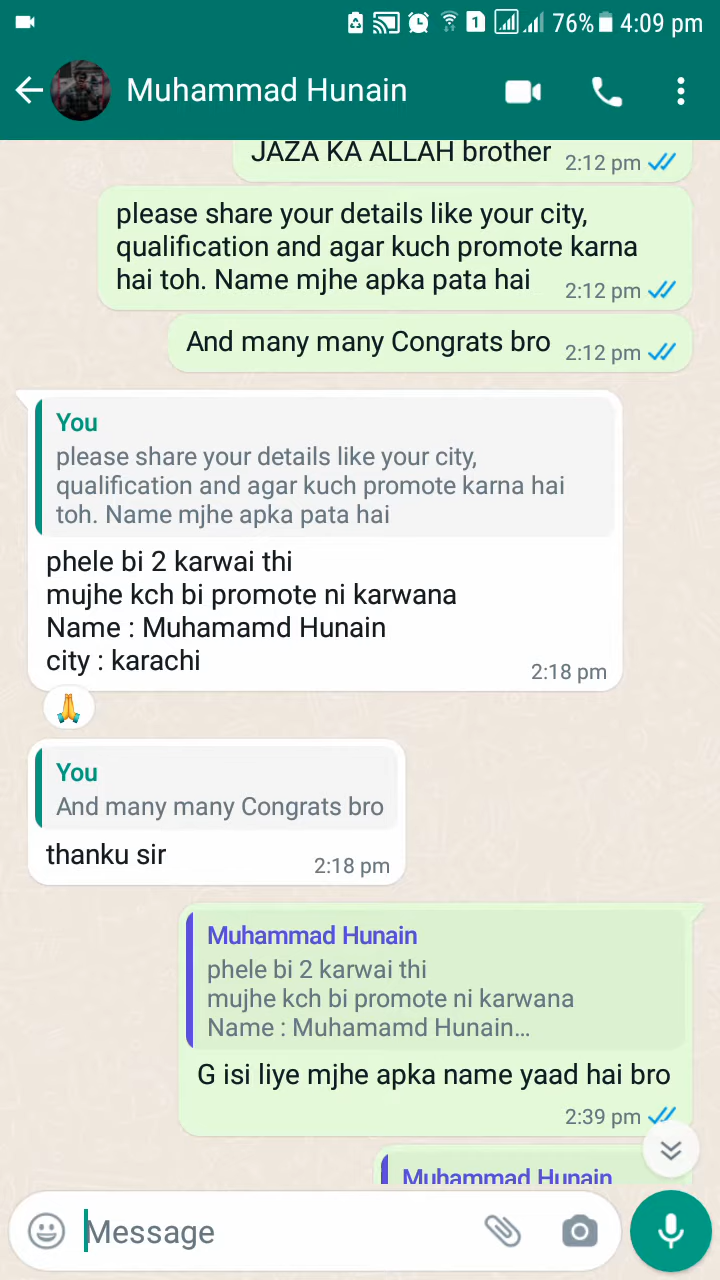 1 76% 4:09 pm
Muhammad Hunain
JAZA KA ALLAH brother 2:12 pm
please share your details like your city,
qualification and agar kuch promote karna
hai toh. Name mjhe apka pata hai 2:12 pm
And many many Congrats bro 2:12 pm
You
please share your details like your city,
qualification and agar kuch promote karna hai
toh. Name mjhe apka pata hai
phele bi 2 karwai thi
mujhe kch bi promote ni karwana
Name : Muhamamd Hunain
city : karachi
2:18 pm
You
And many many Congrats bro
thanku sir
2:18 pm
Muhammad Hunain
phele bi 2 karwai thi
mujhe kch bi promote ni karwana
Name : Muhamamd Hunain...
G isi liye mjhe apka name yaad hai bro
2:39 pm
Muhammad Hunain
Message